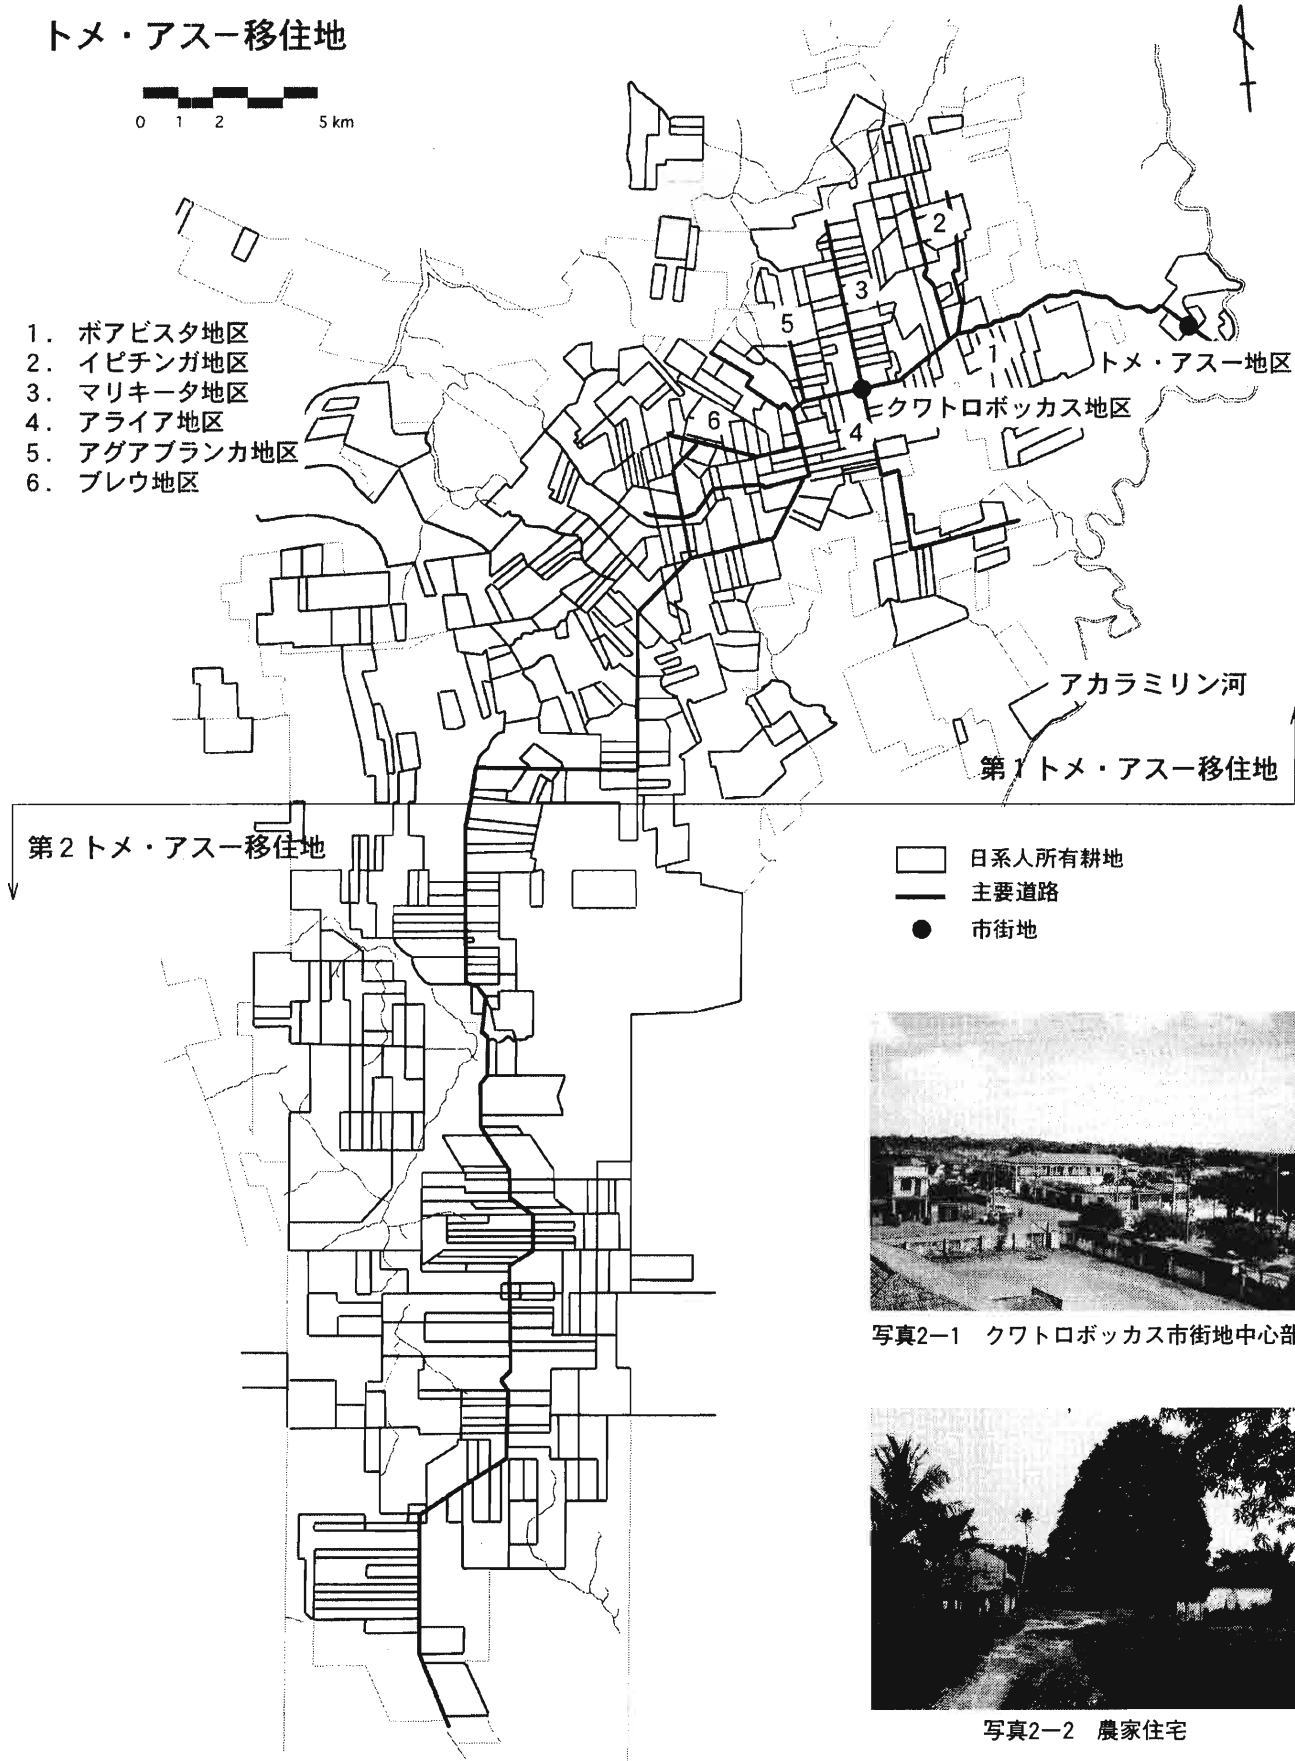 トメ・アスー移住地
0 1 2 5 km
1. ボアビスタ地区
2. イピチンガ地区
3. マリキータ地区
4. アライア地区
5. アグアブランカ地区
6. ブレウ地区
2
3
5
1
トメ・アスー地区
クワトロボッカス地区
6
4
アカラミリン河
第1トメ・アスー移住地
第2トメ・アスー移住地
日系人所有耕地
主要道路
市街地
写真2-1 クワトロボッカス市街地中心部
写真2-2 農家住宅